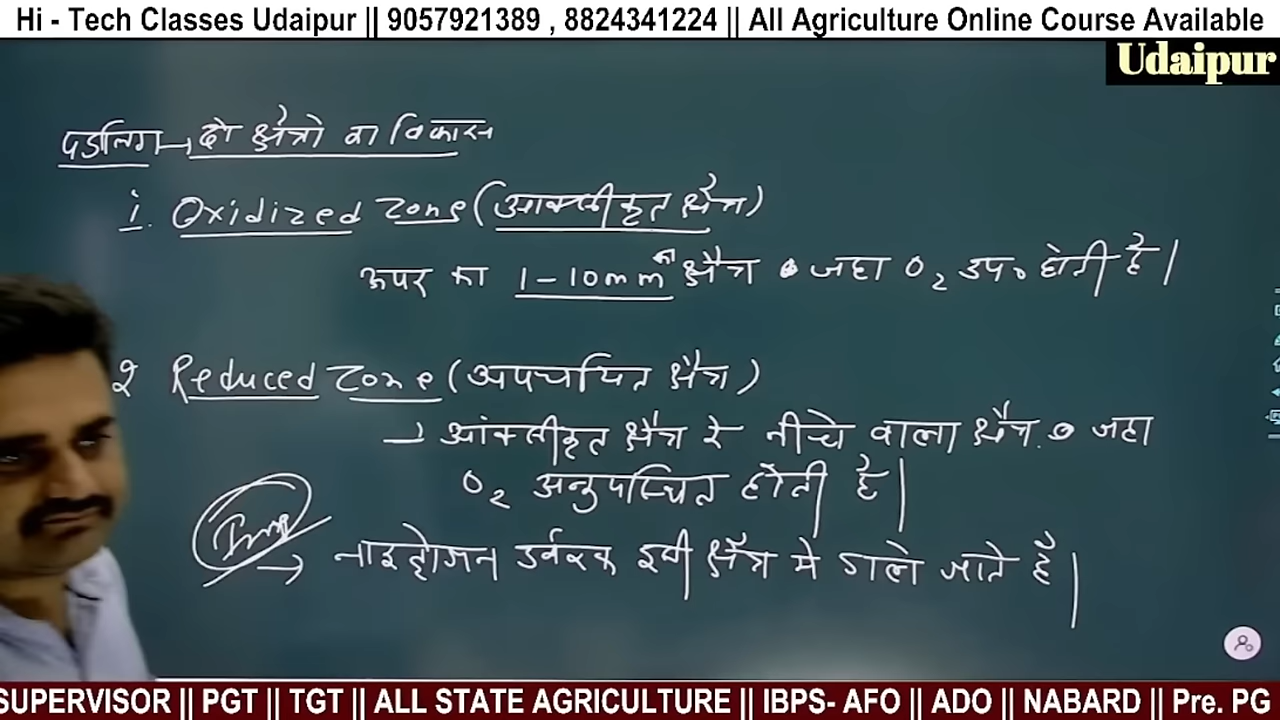 Hi - Tech Classes Udaipur || 9057921389 , 8824341224 || All Agriculture Online Course Available
Udaipur
पडलिग → दो क्षैत्रो का विकास
i. Oxidized Zone (आक्तीकृत क्षैत्र)
ऊपर का 1-10mm का क्षैत्र जहा O2 उप० होती है।
2 Reduced Zone (अपचयित क्षैत्र)
→ आंक्तीकृत क्षैत्र रे नीचे वाला क्षैत्र जहा
O2 अनुपस्थित होती है।
Imp
→ नाइट्रोजन उर्वरक इसी क्षैत्र मे डाले जाते है।
SUPERVISOR || PGT || TGT || ALL STATE AGRICULTURE || IBPS- AFO || ADO || NABARD || Pre. PG